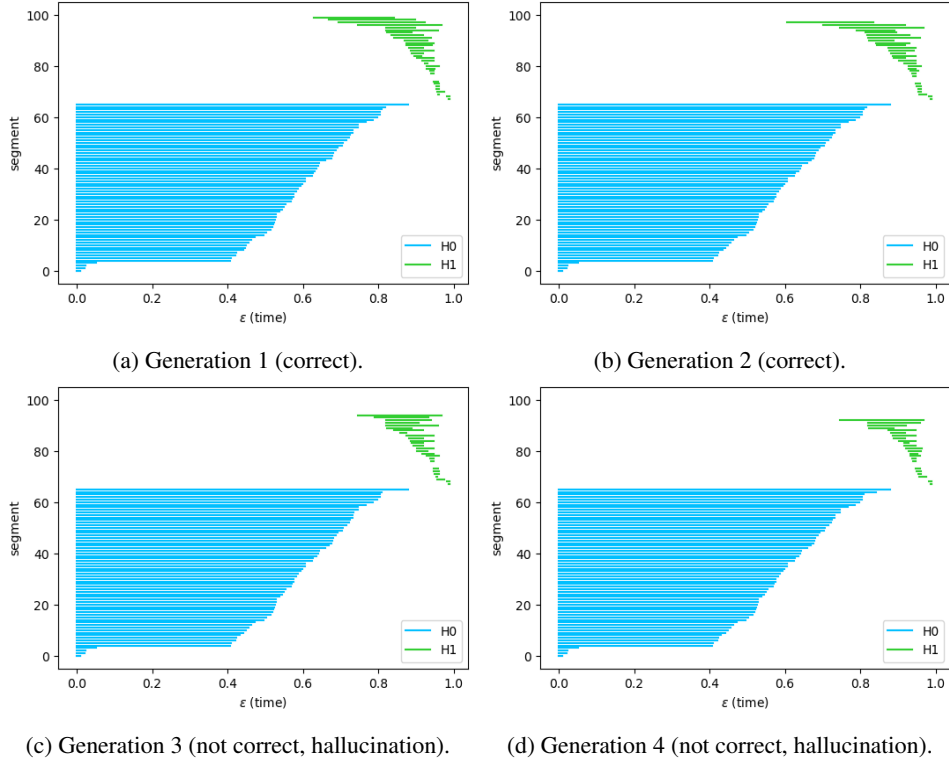 100
80
60
40
20
0
segment
H0
H1
0.0 0.2 0.4 0.6 0.8 1.0
ε (time)
(a) Generation 1 (correct).
100
80
60
40
20
0
segment
H0
H1
0.0 0.2 0.4 0.6 0.8 1.0
ε (time)
(b) Generation 2 (correct).
100
80
60
40
20
0
segment
H0
H1
0.0 0.2 0.4 0.6 0.8 1.0
ε (time)
(c) Generation 3 (not correct, hallucination).
100
80
60
40
20
0
segment
H0
H1
0.0 0.2 0.4 0.6 0.8 1.0
ε (time)
(d) Generation 4 (not correct, hallucination).